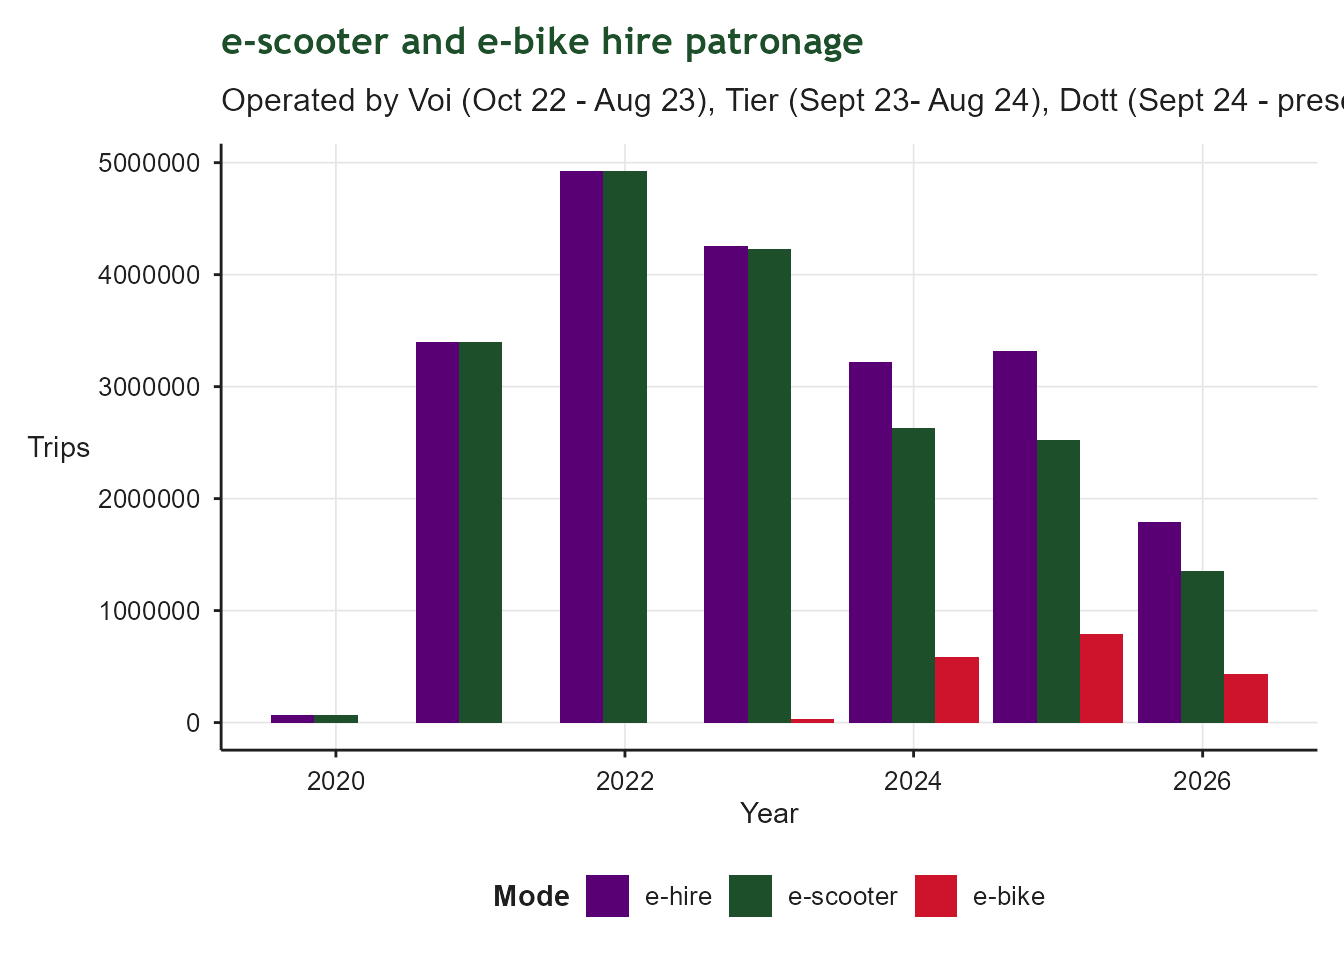 e-scooter and e-bike hire patronage
Operated by Voi (Oct 22 - Aug 23), Tier (Sept 23- Aug 24), Dott (Sept 24 -
5000000
4000000
3000000
2000000
1000000
0
Trips
2020 2022 2024 2026
Year
Mode e-hire e-scooter e-bike